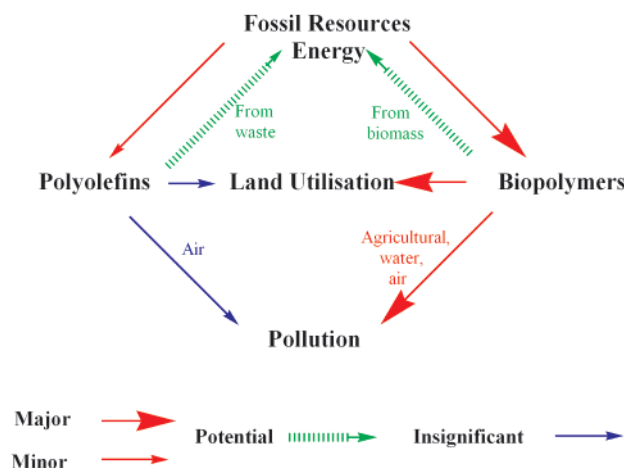 Fossil Resources
Energy
From
waste
From
biomass
Polyolefins
Land Utilisation
Biopolymers
Air
Agricultural,
water,
air
Pollution
Major
Minor
Potential
Insignificant